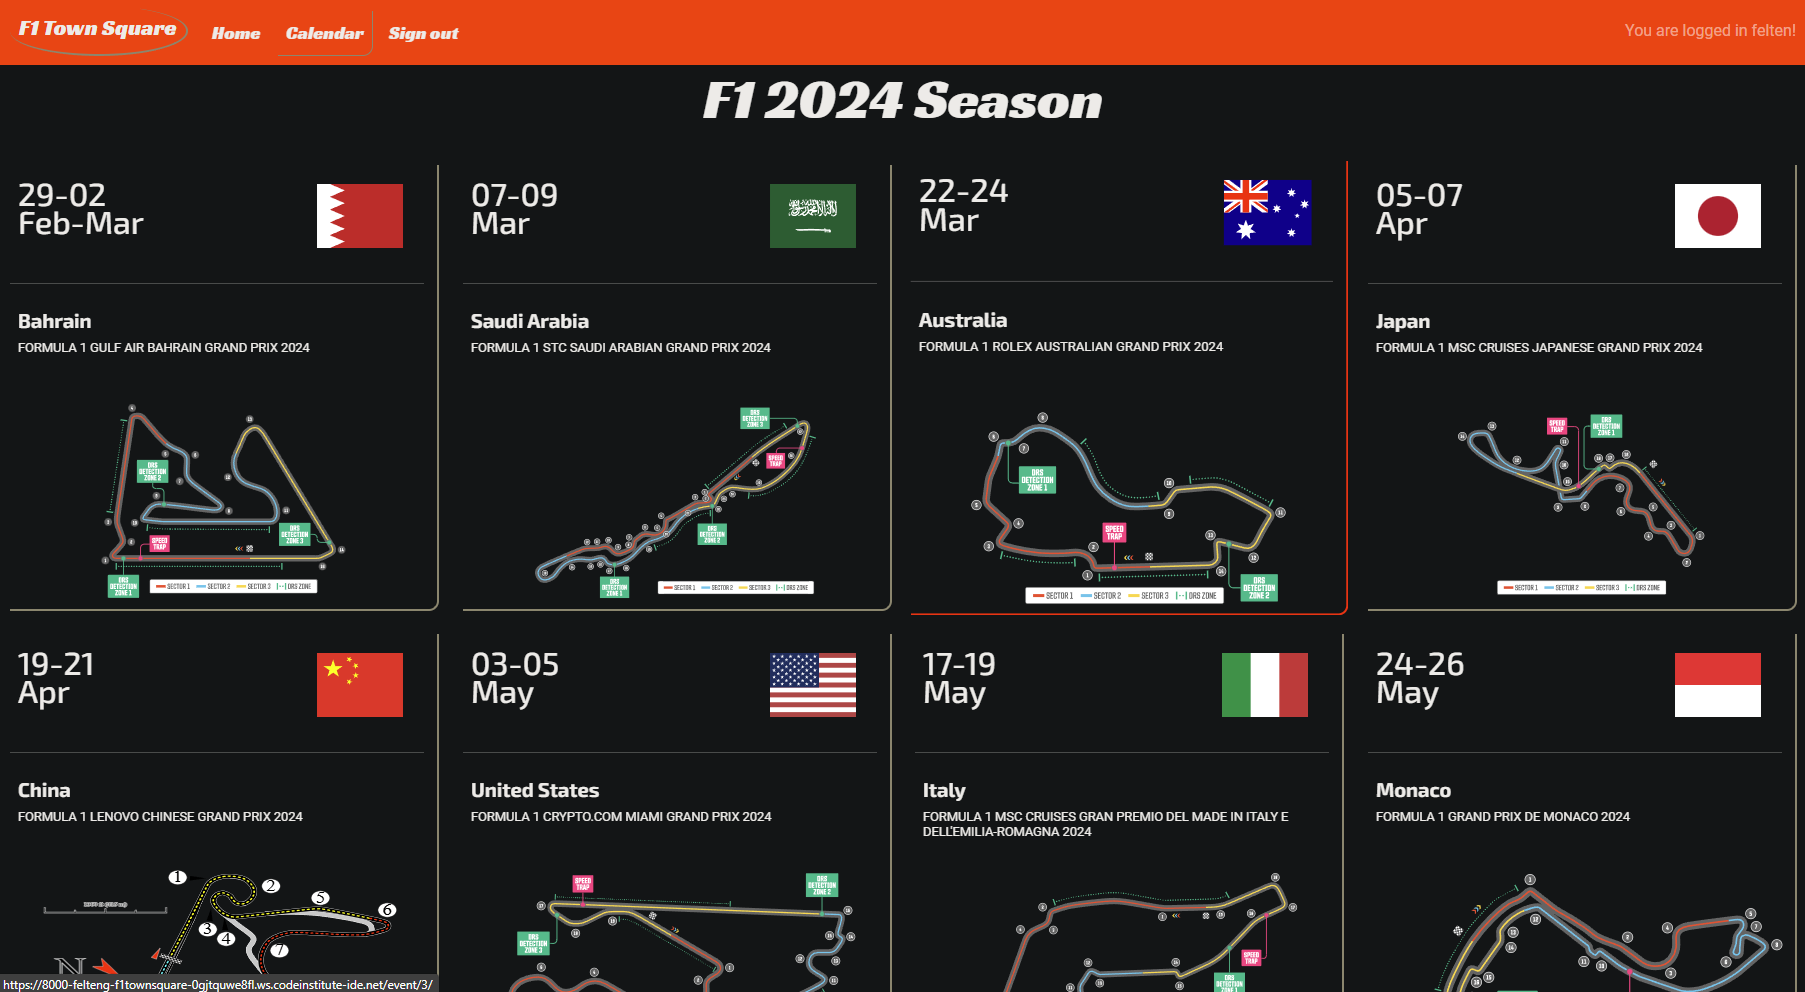 F1 Town Square
Home
Calendar
Sign out
You are logged in felten!
F1 2024 Season
29-02
Feb-Mar
Bahrain
FORMULA 1 GULF AIR BAHRAIN GRAND PRIX 2024
DRS
DETECTION
ZONE 2
DRS
DETECTION
ZONE 3
SPEED
TRAP
DRS
DETECTION
ZONE 1
SECTOR 1 SECTOR 2 SECTOR 3 DRS ZONE
07-09
Mar
Saudi Arabia
FORMULA 1 STC SAUDI ARABIAN GRAND PRIX 2024
DRS
DETECTION
ZONE 3
SPEED
TRAP
DRS
DETECTION
ZONE 2
DRS
DETECTION
ZONE 1
SECTOR 1 SECTOR 2 SECTOR 3 DRS ZONE
22-24
Mar
Australia
FORMULA 1 ROLEX AUSTRALIAN GRAND PRIX 2024
DRS
DETECTION
ZONE 1
SPEED
TRAP
DRS
DETECTION
ZONE 2
SECTOR 1 SECTOR 2 SECTOR 3 DRS ZONE
05-07
Apr
Japan
FORMULA 1 MSC CRUISES JAPANESE GRAND PRIX 2024
SPEED
TRAP
DRS
DETECTION
ZONE 1
SECTOR 1 SECTOR 2 SECTOR 3 DRS ZONE
19-21
Apr
China
FORMULA 1 LENOVO CHINESE GRAND PRIX 2024
1
2
5
6
3
4
7
N
03-05
May
United States
FORMULA 1 CRYPTO.COM MIAMI GRAND PRIX 2024
SPEED
TRAP
DRS
DETECTION
ZONE 2
DRS
DETECTION
ZONE 3
17-19
May
Italy
FORMULA 1 MSC CRUISES GRAN PREMIO DEL MADE IN ITALY E
DELL'EMILIA-ROMAGNA 2024
SPEED
TRAP
DRS
DETECTION
ZONE 1
24-26
May
Monaco
FORMULA 1 GRAND PRIX DE MONACO 2024
https://8000-felteng-f1townsquare-0gjtquwe8fl.ws.codeinstitute-ide.net/event/3/